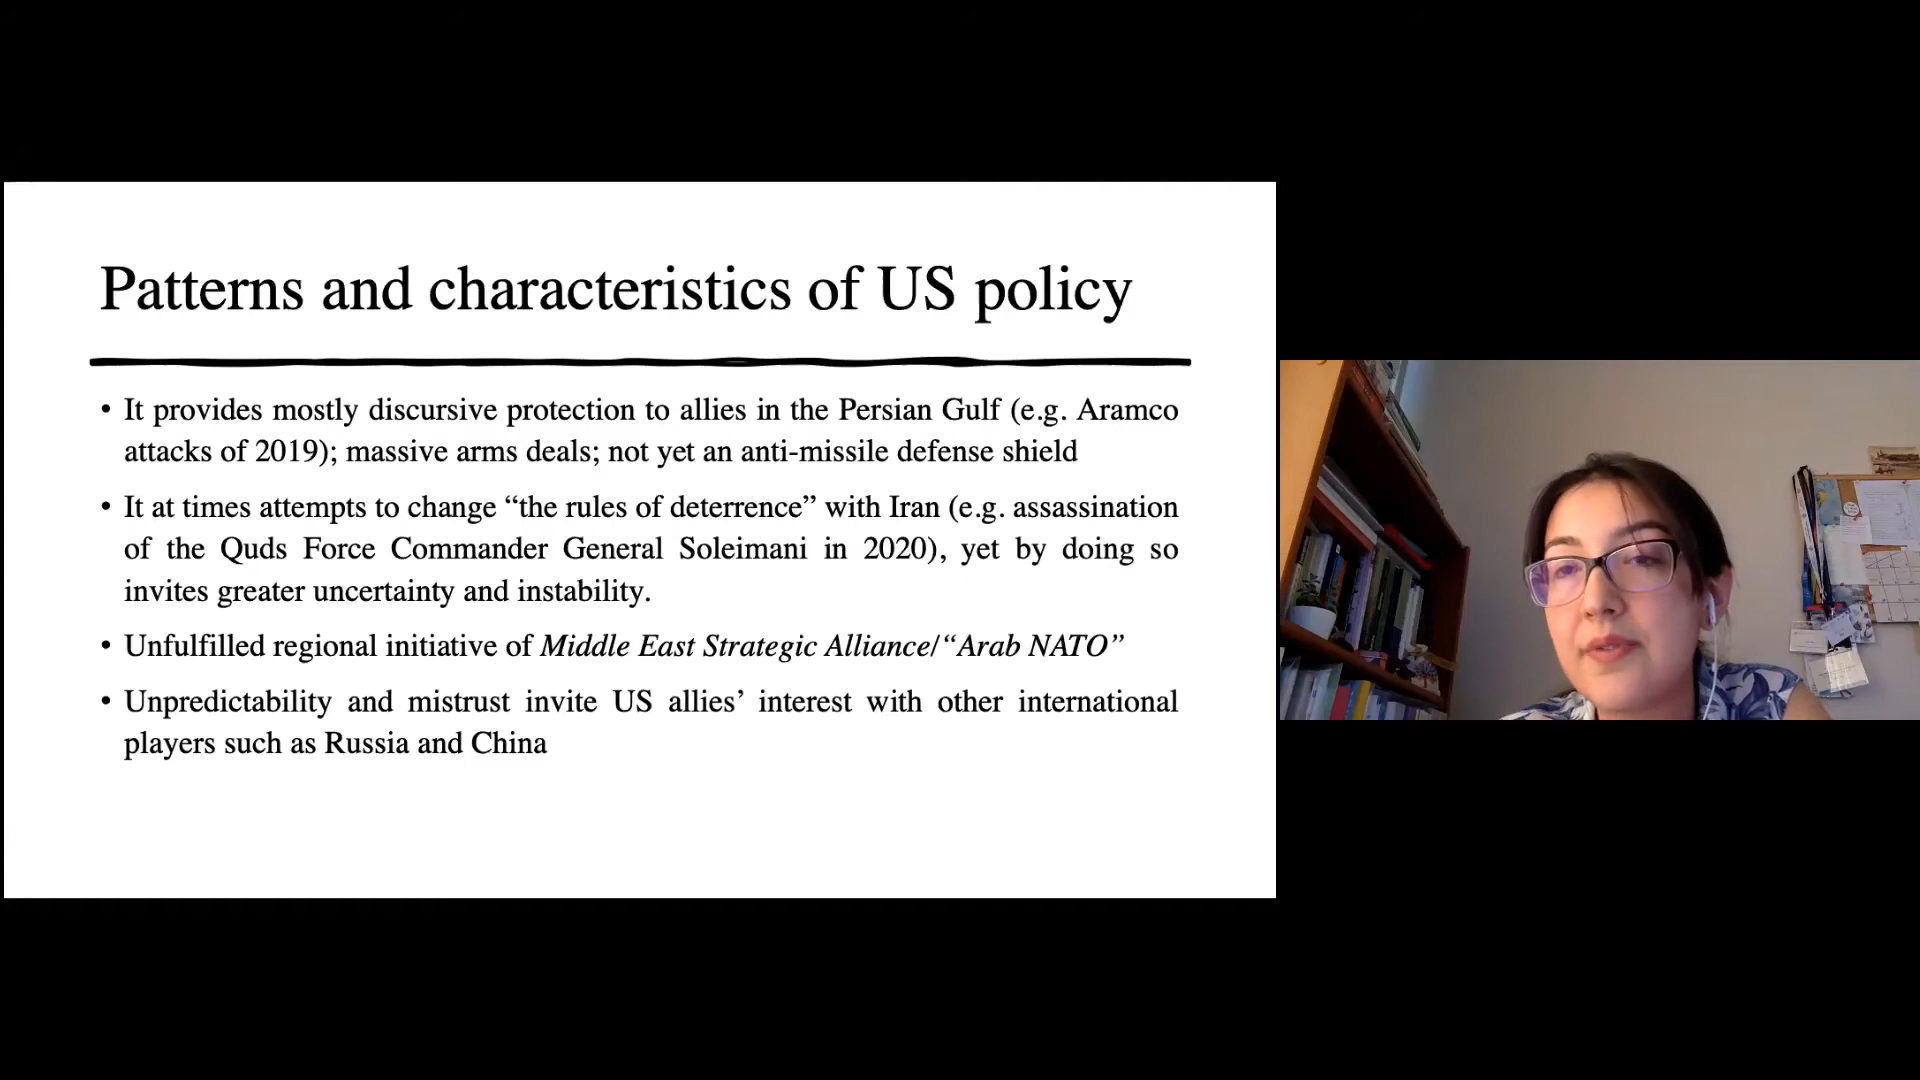 Patterns and characteristics of US policy
• It provides mostly discursive protection to allies in the Persian Gulf (e.g. Aramco
attacks of 2019); massive arms deals; not yet an anti-missile defense shield
• It at times attempts to change “the rules of deterrence” with Iran (e.g. assassination
of the Quds Force Commander General Soleimani in 2020), yet by doing so
invites greater uncertainty and instability.
• Unfulfilled regional initiative of Middle East Strategic Alliance/“Arab NATO”
• Unpredictability and mistrust invite US allies’ interest with other international
players such as Russia and China